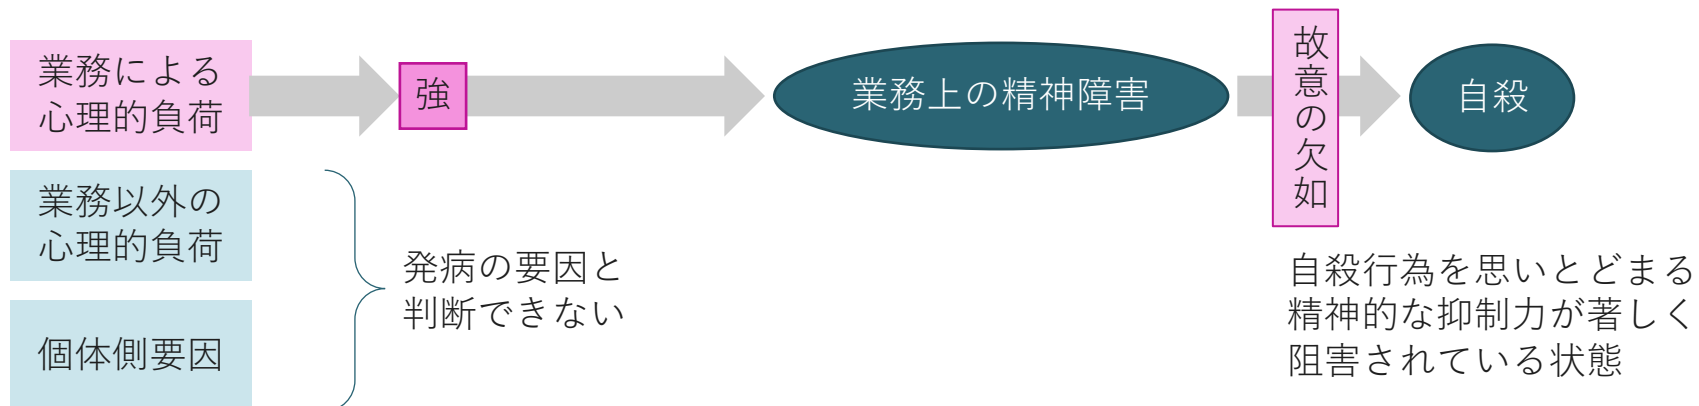 業務による
心理的負荷
強
業務上の精神障害
故意の欠如
自殺
業務以外の
心理的負荷
個体側要因
発病の要因と
判断できない
自殺行為を思いとどまる
精神的な抑制力が著しく
阻害されている状態